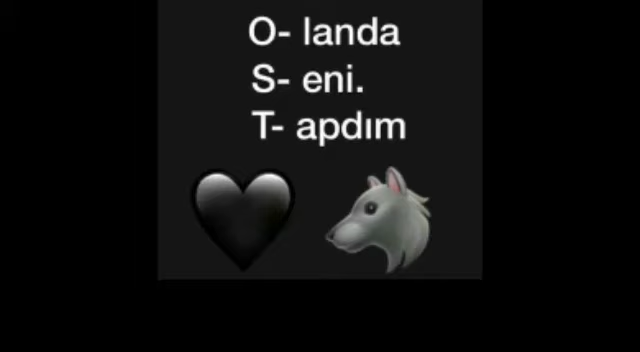 O- landa
S- eni.
T- apdım